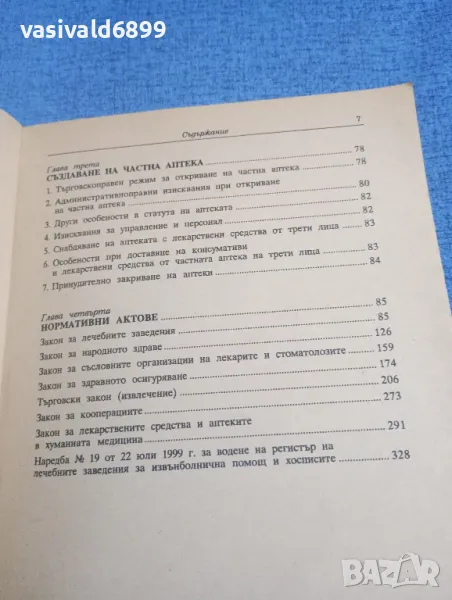 vasivald6899
Съдържание 7
Глава трета
СЪЗДАВАНЕ НА ЧАСТНА АПТЕКА 78
1. Търговскоправен режим за откриване на частна аптека 78
2. Административноправни изисквания при откриване
на частна аптека 80
3. Други особености в статута на аптеката 82
4. Изисквания за управление и персонал 82
5. Снабдяване на аптеката с лекарствени средства от трети лица 83
6. Особености при доставяне на консумативи
и лекарствени средства от частната аптека на трети лица 83
7. Принудително закриване на аптеки 84
Глава четвърта
НОРМАТИВНИ АКТОВЕ 85
Закон за лечебните заведения 85
Закон за народното здраве 126
Закон за съсловните организации на лекарите и стоматолозите 159
Закон за здравното осигуряване 174
Търговски закон (извлечение) 206
Закон за кооперациите 273
Закон за лекарствените средства и аптеките
в хуманната медицина 291
Наредба № 19 от 22 юли 1999 г. за водене на регистър на
лечебните заведения за извънболнична помощ и хосписите 328
BAZAR